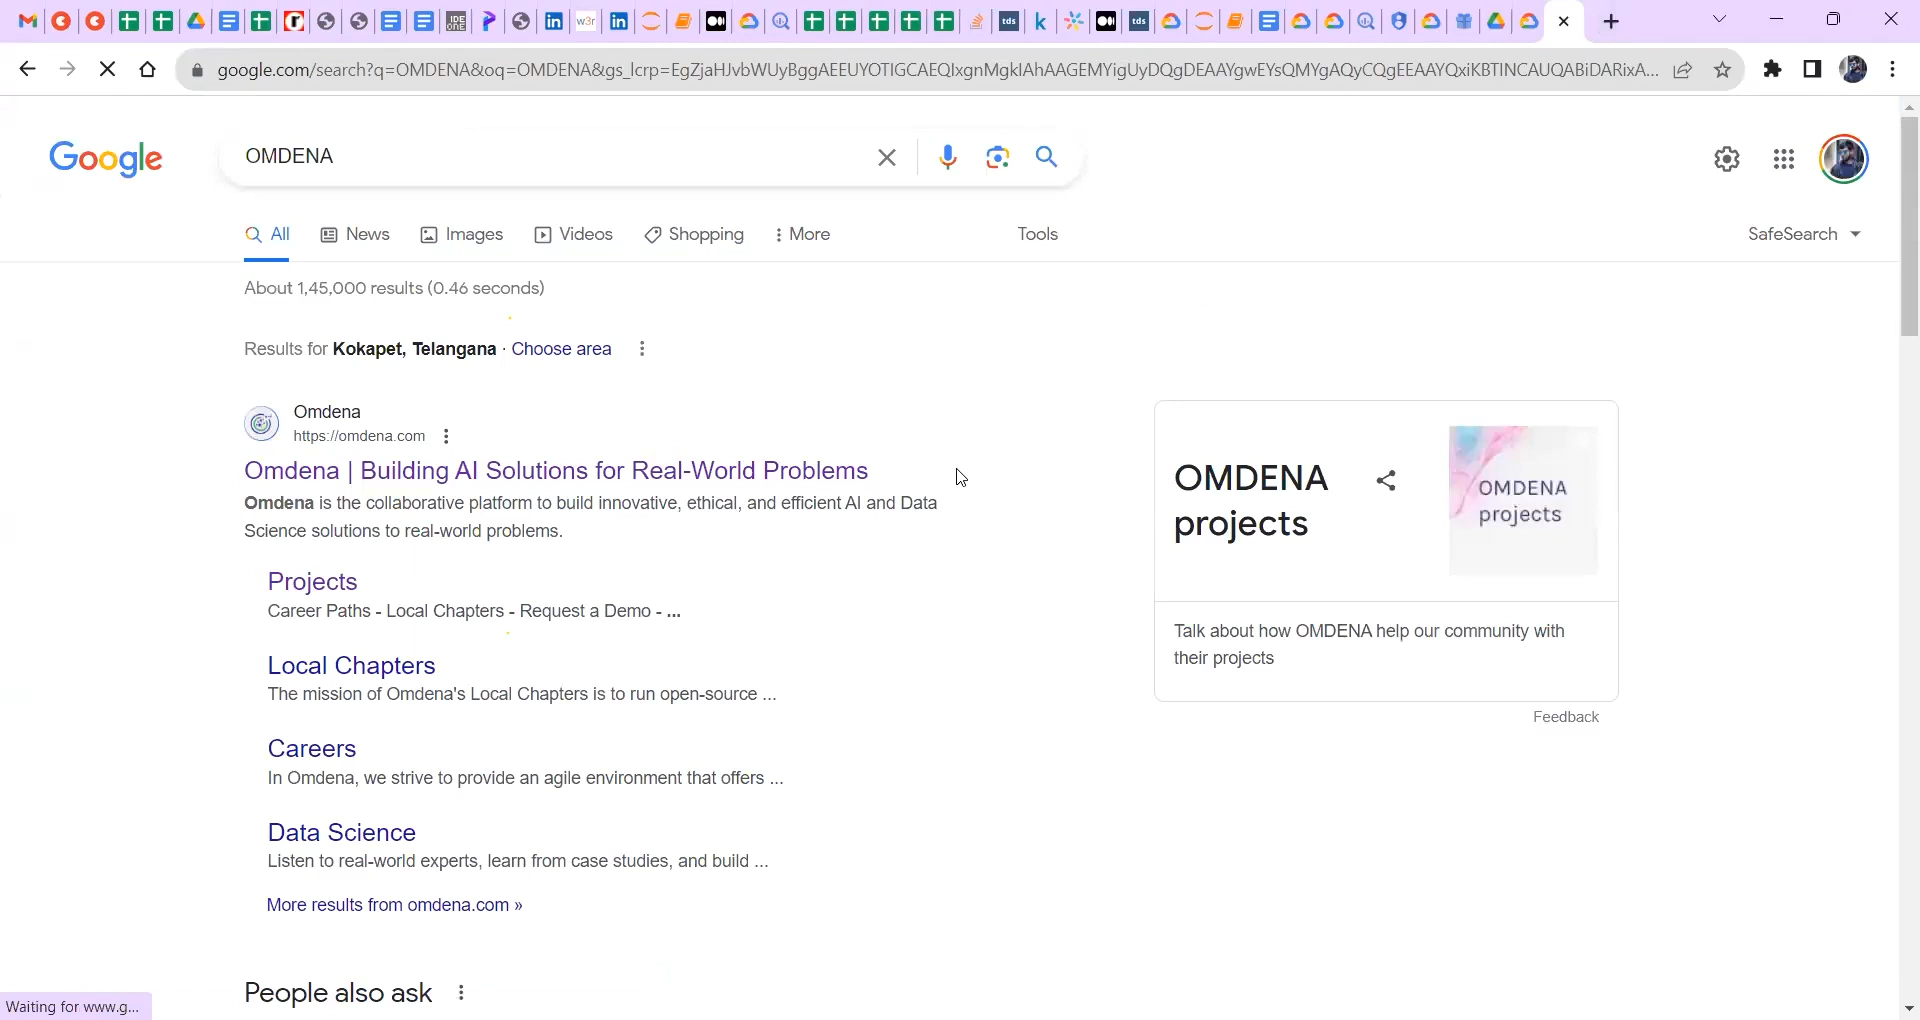 w3r
IDE
ONE
tds
k
tds
google.com/search?q=OMDENA&oq=OMDENA&gs_lcrp=EgZjaHJvbWUyBggAEEUYOTIGCAEQIxgnMgkIAhAAGEMYigUyDQgDEAAYgwEYsQMYgAQyCQgEEAAYQxiKBTINCAUQABiDARixA...
Google
OMDENA
All
News
Images
Videos
Shopping
More
Tools
SafeSearch
About 1,45,000 results (0.46 seconds)
Results for Kokapet, Telangana · Choose area
Omdena
https://omdena.com
Omdena | Building AI Solutions for Real-World Problems
Omdena is the collaborative platform to build innovative, ethical, and efficient AI and Data
Science solutions to real-world problems.
Projects
Career Paths - Local Chapters - Request a Demo - ...
Local Chapters
The mission of Omdena's Local Chapters is to run open-source ...
Careers
In Omdena, we strive to provide an agile environment that offers ...
Data Science
Listen to real-world experts, learn from case studies, and build ...
More results from omdena.com »
People also ask
OMDENA
projects
OMDENA
projects
Talk about how OMDENA help our community with
their projects
Feedback
Waiting for www.g...